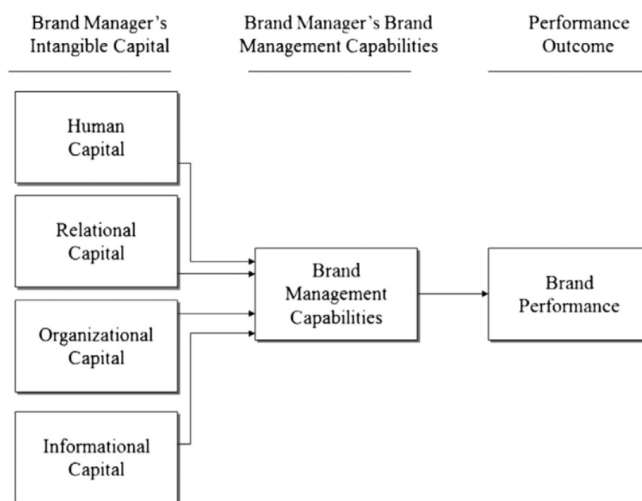 Brand Manager's
Intangible Capital
Brand Manager's Brand
Management Capabilities
Performance
Outcome
Human
Capital
Relational
Capital
Organizational
Capital
Informational
Capital
Brand
Management
Capabilities
Brand
Performance